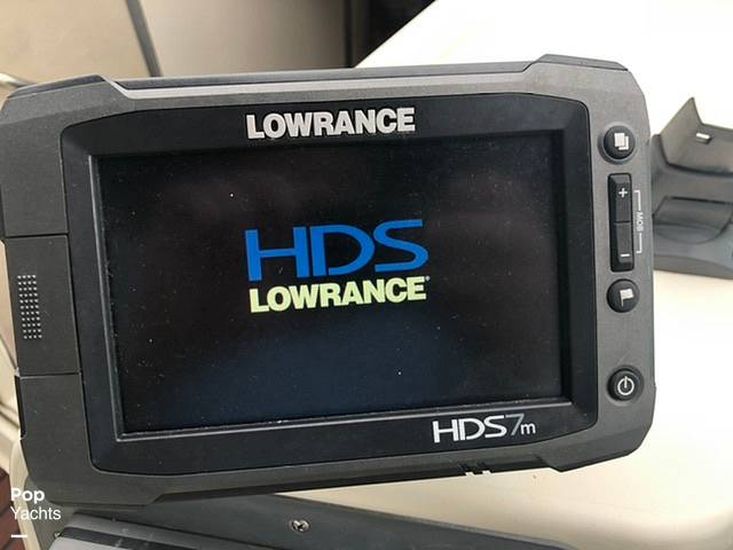 LOWRANCE
HDS
LOWRANCE®
+
MOB
−
HDS7m
Pop
Yachts